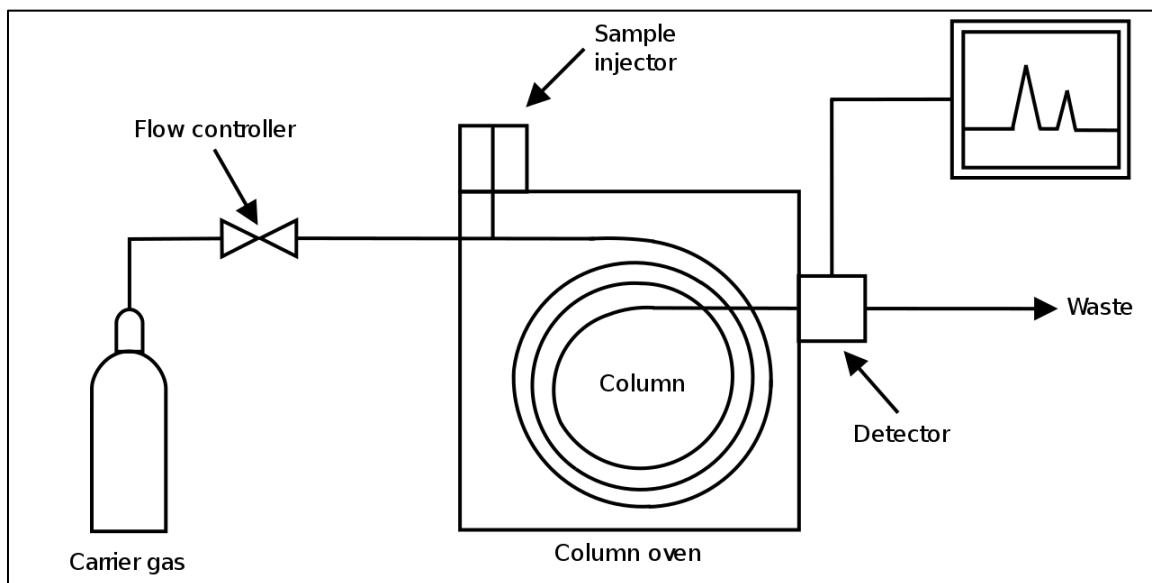 Sample
injector
Flow controller
Waste
Column
Detector
Column oven
Carrier gas